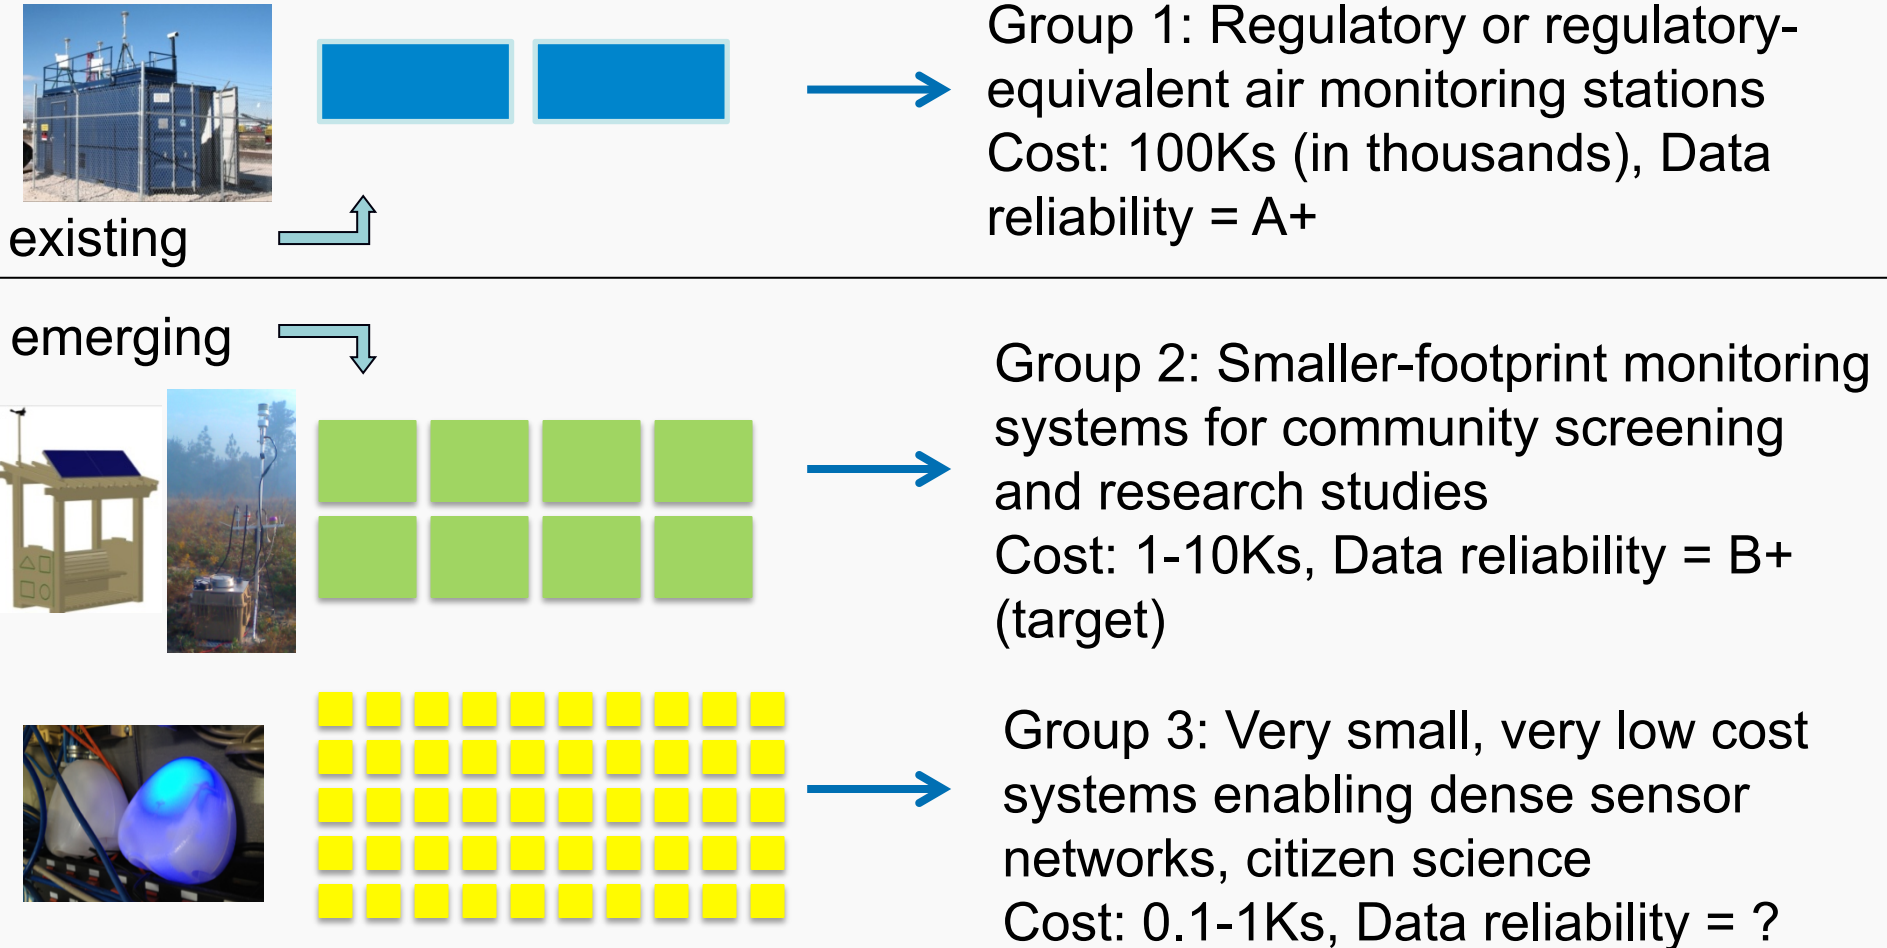 Group 1: Regulatory or regulatory-
equivalent air monitoring stations
Cost: 100Ks (in thousands), Data
reliability = A+
existing
emerging
Group 2: Smaller-footprint monitoring
systems for community screening
and research studies
Cost: 1-10Ks, Data reliability = B+
(target)
Group 3: Very small, very low cost
systems enabling dense sensor
networks, citizen science
Cost: 0.1-1Ks, Data reliability = ?